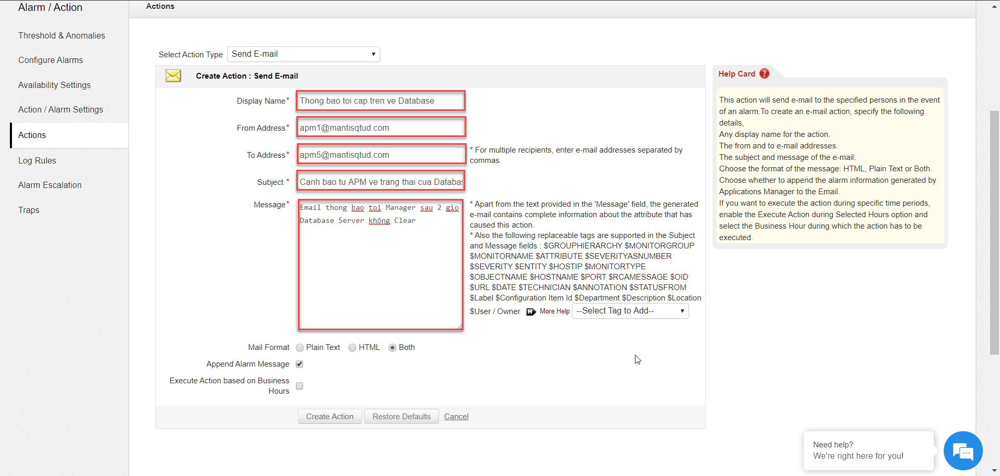 Alarm / Action
Threshold & Anomalies
Configure Alarms
Availability Settings
Action / Alarm Settings
Actions
Log Rules
Alarm Escalation
Traps
Actions
Select Action Type
Send E-mail
Create Action : Send E-mail
Display Name*
Thong bao toi cap tren ve Database
From Address*
apm1@mantisqtud.com
To Address*
apm5@mantisqtud.com
* For multiple recipients, enter e-mail addresses separated by
commas.
Subject *
Canh bao tu APM ve trang thai cua Databas
Message*
Email thong bao toi Manager sau 2 gio
Database Server không Clear
* Apart from the text provided in the 'Message' field, the generated
e-mail contains complete information about the attribute that has
caused this action.
* Also the following replaceable tags are supported in the Subject
and Message fields : $GROUPHIERARCHY $MONITORGROUP
$MONITORNAME $ATTRIBUTE $SEVERITYASNUMBER
$SEVERITY $ENTITY $HOSTIP $MONITORTYPE
$OBJECTNAME $HOSTNAME $PORT $RCAMESSAGE $OID
$URL $DATE $TECHNICIAN $ANNOTATION $STATUSFROM
$Label $Configuration Item Id $Department $Description $Location
$User / Owner H More Help --Select Tag to Add--
Mail Format Plain Text HTML Both
Append Alarm Message
Execute Action based on Business
Hours
Create Action Restore Defaults Cancel
Help Card ?
This action will send e-mail to the specified persons in the event
of an alarm.To create an e-mail action, specify the following
details,
Any display name for the action.
The from and to e-mail addresses.
The subject and message of the e-mail.
Choose the format of the message: HTML, Plain Text or Both.
Choose whether to append the alarm information generated by
Applications Manager to the Email.
If you want to execute the action during specific time periods,
enable the Execute Action during Selected Hours option and
select the Business Hour during which the action has to be
executed.
Need help?
We're right here for you!